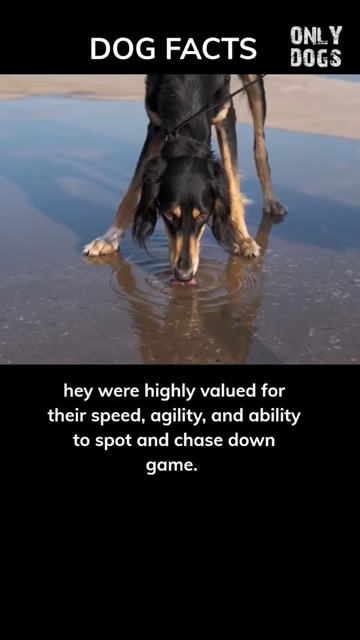 DOG FACTS
ONLY
DOGS
hey were highly valued for
their speed, agility, and ability
to spot and chase down
game.